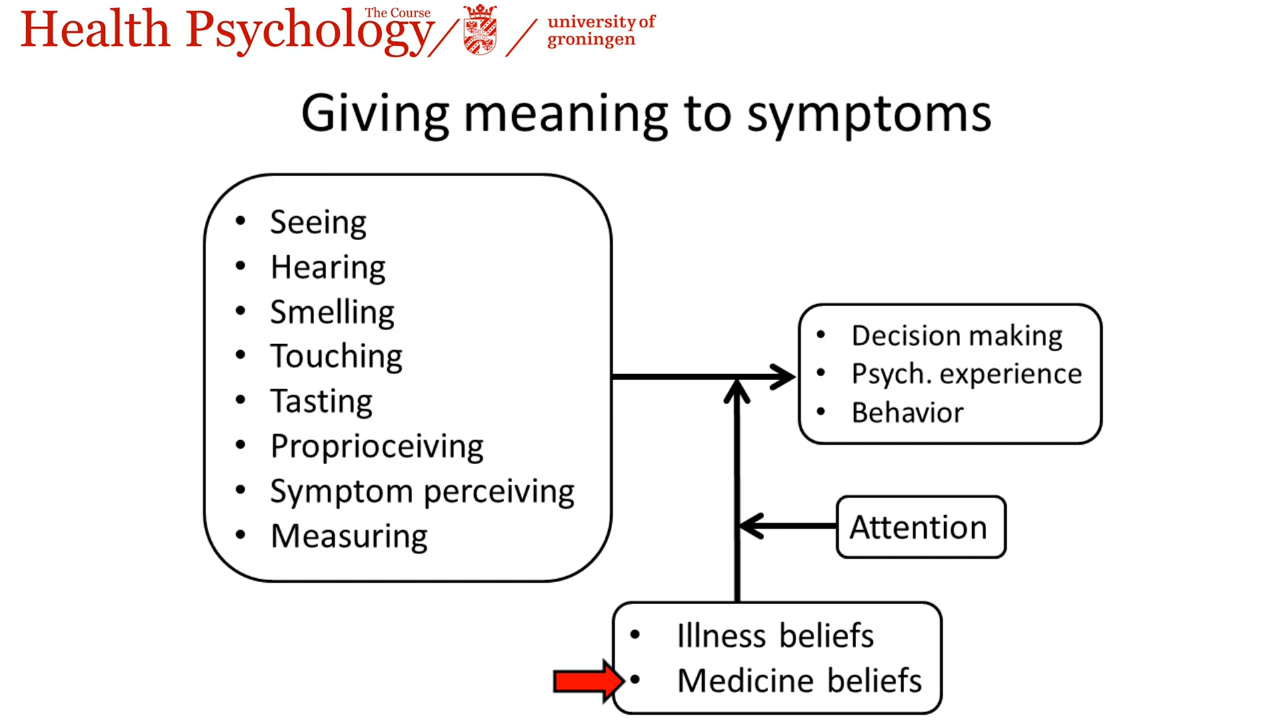 Health Psychology
The Course
university of
groningen
Giving meaning to symptoms
• Seeing
• Hearing
• Smelling
• Touching
• Tasting
• Proprioceiving
• Symptom perceiving
• Measuring
• Decision making
• Psych. experience
• Behavior
Attention
• Illness beliefs
• Medicine beliefs